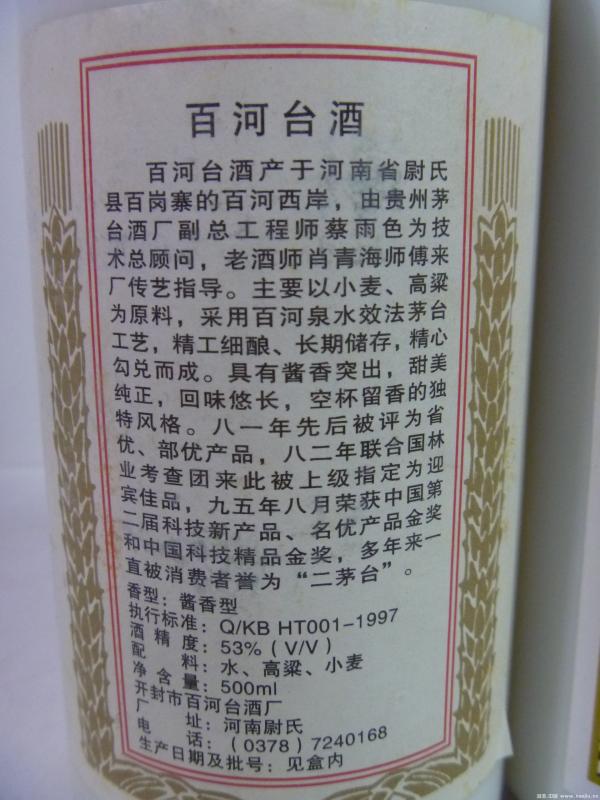 百河台酒
百河台酒产于河南省尉氏
县百岗寨的百河西岸，由贵州茅
台酒厂副总工程师蔡雨色为技
术总顾问，老酒师肖青海师傅来
厂传艺指导。主要以小麦、高粱
为原料，采用百河泉水效法茅台
工艺，精工细酿、长期储存，精心
勾兑而成。具有酱香突出，甜美
纯正，回味悠长，空杯留香的独
特风格。八一年先后被评为省
优、部优产品，八二年联合国林
业考查团来此被上级指定为迎
宾佳品，九五年八月荣获中国第
二届科技新产品、名优产品金奖
和中国科技精品金奖，多年来一
直被消费者誉为“二茅台”。
香型：酱香型
执行标准：Q/KB HT001-1997
酒精度：53%（V/V）
配料：水、高粱、小麦
净含量：500ml
开封市百河台酒厂
厂址：河南尉氏
电话：（0378）7240168
生产日期及批号：见盒内